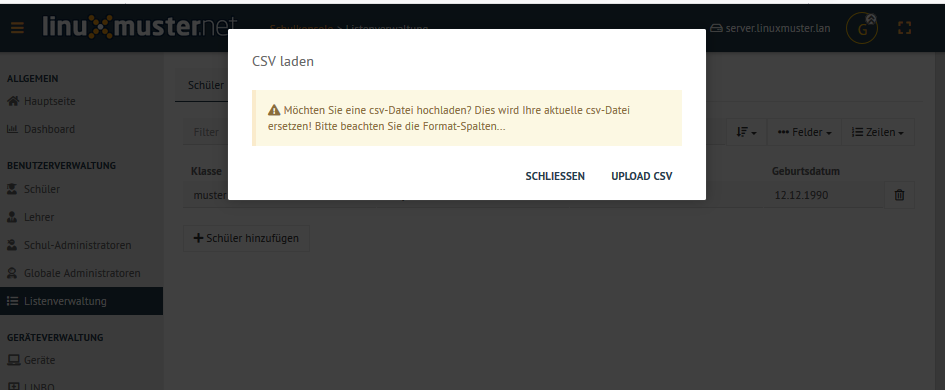 linuxmuster.net
Schulkonsole > Listenverwaltung
server.linuxmuster.lan
G
ALLGEMEIN
Hauptseite
Dashboard
BENUTZERVERWALTUNG
Schüler
Lehrer
Schul-Administratoren
Globale Administratoren
Listenverwaltung
GERÄTEVERWALTUNG
Geräte
LINBO
Schüler
CSV laden
Möchten Sie eine csv-Datei hochladen? Dies wird Ihre aktuelle csv-Datei
ersetzen! Bitte beachten Sie die Format-Spalten...
SCHLIESSEN UPLOAD CSV
Filter
Felder
Zeilen
Klasse Geburtsdatum
muster 12.12.1990
Schüler hinzufügen